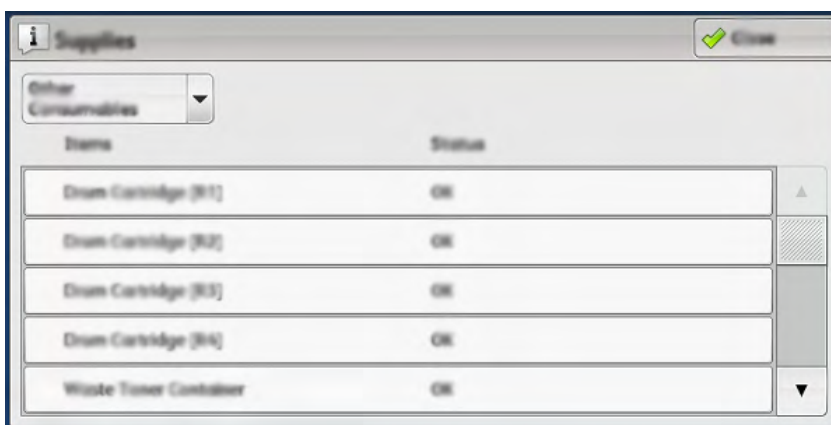 i Supplies
Close
Other
Consumables
Items
Status
Drum Cartridge [R1]
OK
Drum Cartridge [R2]
OK
Drum Cartridge [R3]
OK
Drum Cartridge [R4]
OK
Waste Toner Container
OK